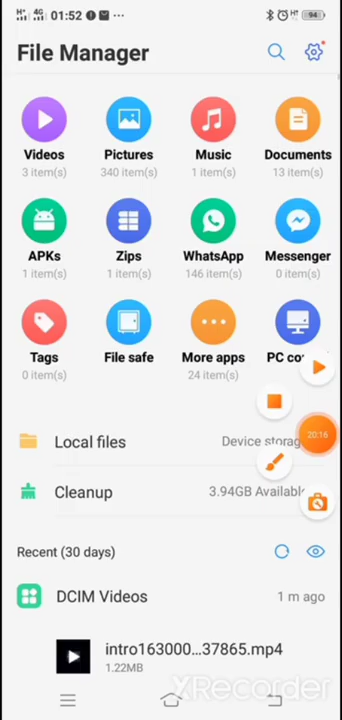 H+ 4G 01:52 ... HT 94
File Manager
Videos Pictures Music Documents
3 item(s) 340 item(s) 1 item(s) 13 item(s)
APKs Zips WhatsApp Messenger
1 item(s) 1 item(s) 146 item(s) 0 item(s)
Tags File safe More apps PC co
0 item(s) 24 item(s)
Local files Device storag
20:16
Cleanup 3.94GB Available
Recent (30 days)
DCIM Videos 1 m ago
intro163000...37865.mp4
1.22MB
XRecorder